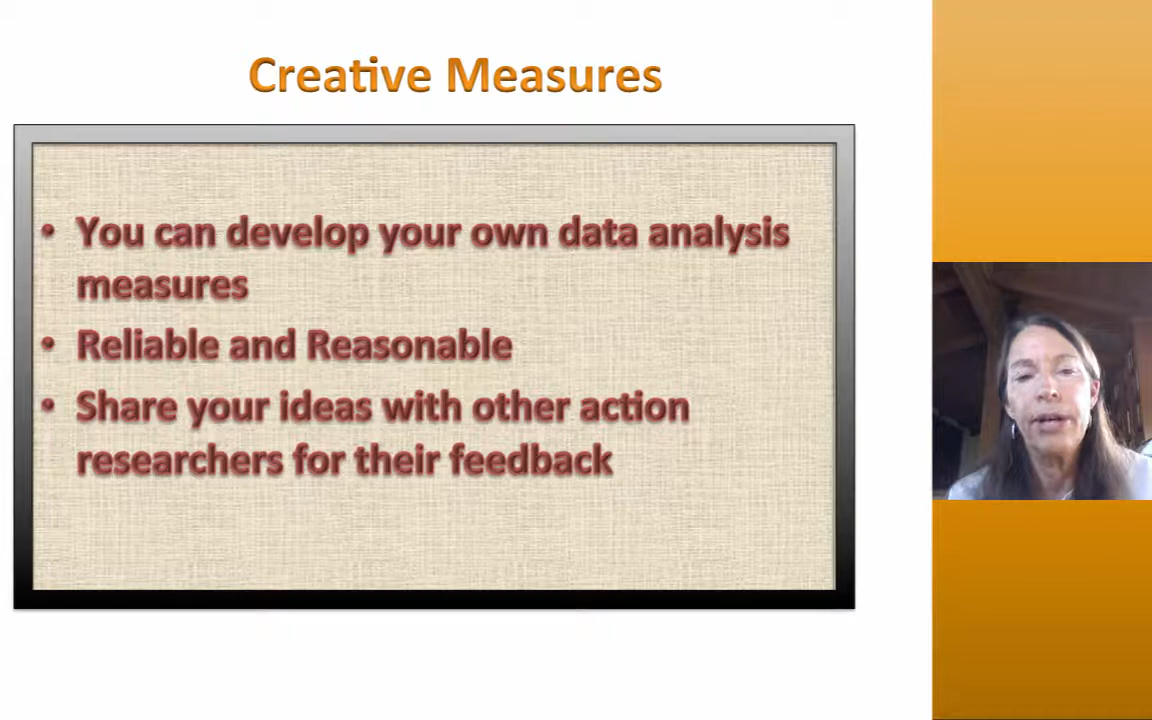 Creative Measures
• You can develop your own data analysis
measures
• Reliable and Reasonable
• Share your ideas with other action
researchers for their feedback